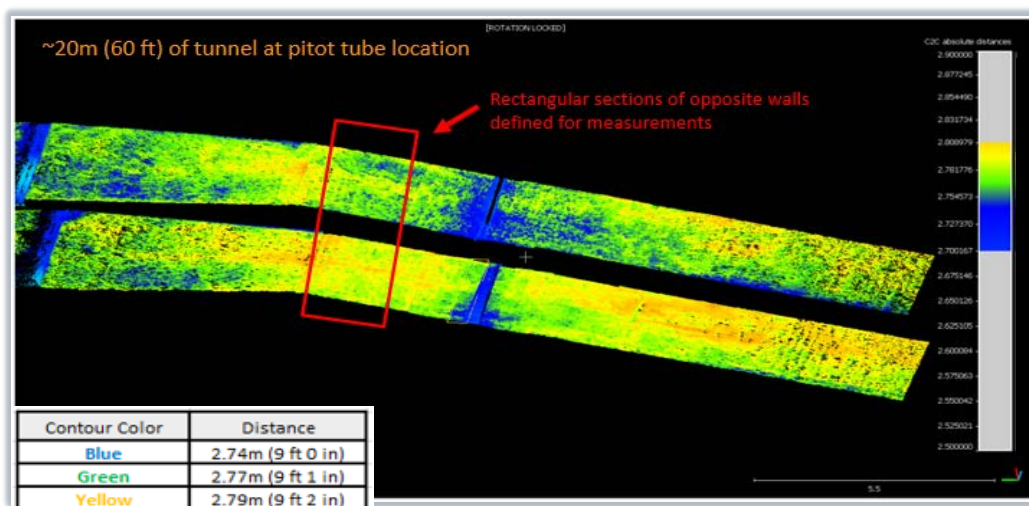 [ROTATION LOCKED]
~20m (60 ft) of tunnel at pitot tube location
C2C absolute distances
2.900000
2.877245
2.854490
2.831734
2.808979
2.781776
2.754573
2.727370
2.700167
2.675146
2.650126
2.625105
2.600084
2.575063
2.550042
2.525021
2.500000
Rectangular sections of opposite walls
defined for measurements
Contour Color Distance
Blue 2.74m (9 ft 0 in)
Green 2.77m (9 ft 1 in)
Yellow 2.79m (9 ft 2 in)
5.5